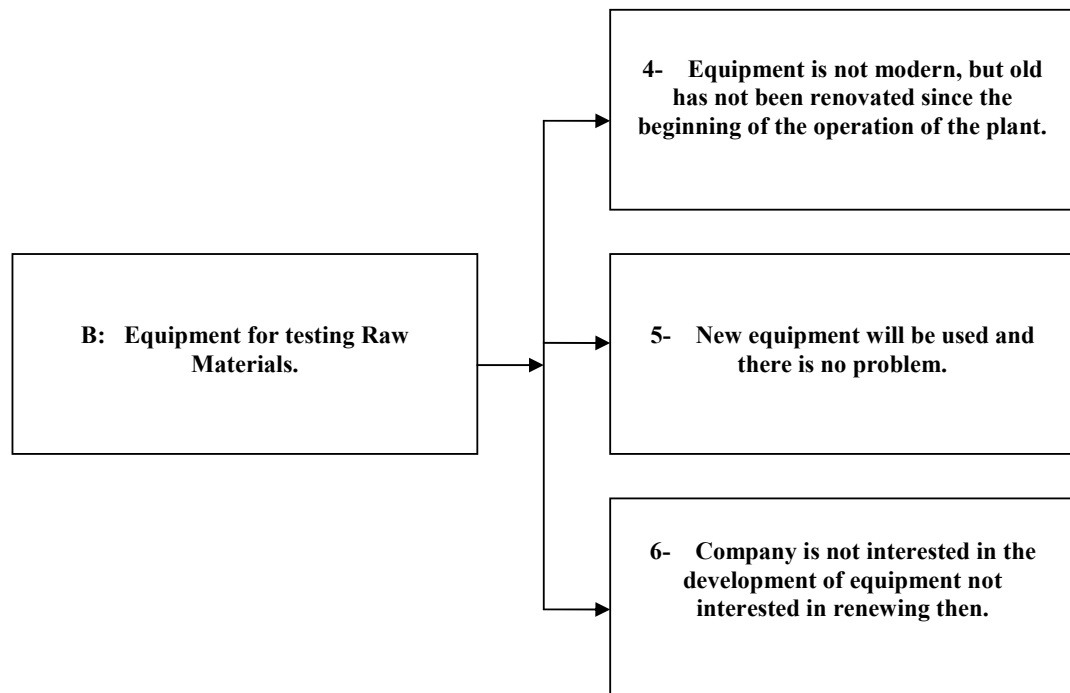 4- Equipment is not modern, but old
has not been renovated since the
beginning of the operation of the plant.
B: Equipment for testing Raw
Materials.
5- New equipment will be used and
there is no problem.
6- Company is not interested in the
development of equipment not
interested in renewing then.